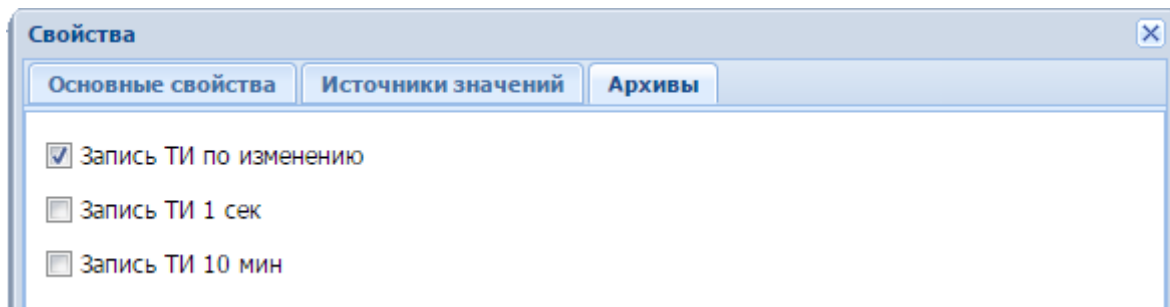 Свойства
Основные свойства Источники значений Архивы
Запись ТИ по изменению
Запись ТИ 1 сек
Запись ТИ 10 мин